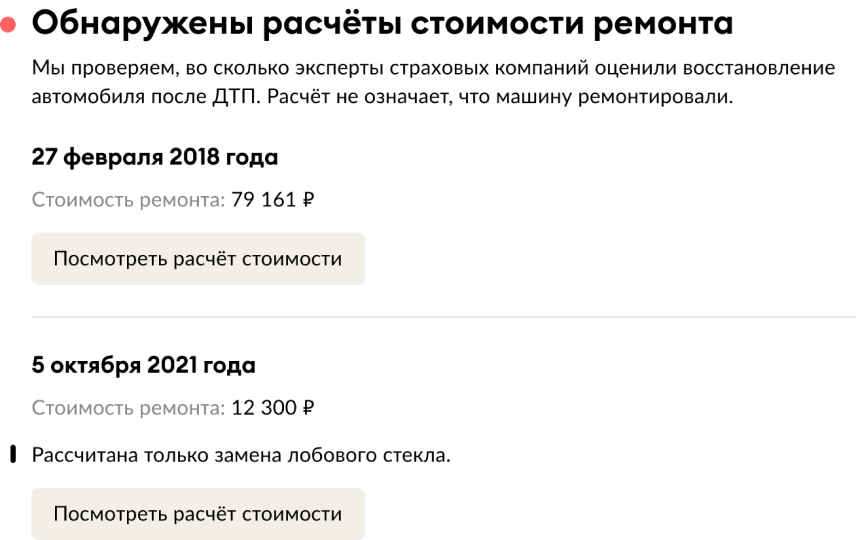 Обнаружены расчёты стоимости ремонта
Мы проверяем, во сколько эксперты страховых компаний оценили восстановление
автомобиля после ДТП. Расчёт не означает, что машину ремонтировали.
27 февраля 2018 года
Стоимость ремонта: 79 161 ₽
Посмотреть расчёт стоимости
5 октября 2021 года
Стоимость ремонта: 12 300 ₽
Рассчитана только замена лобового стекла.
Посмотреть расчёт стоимости